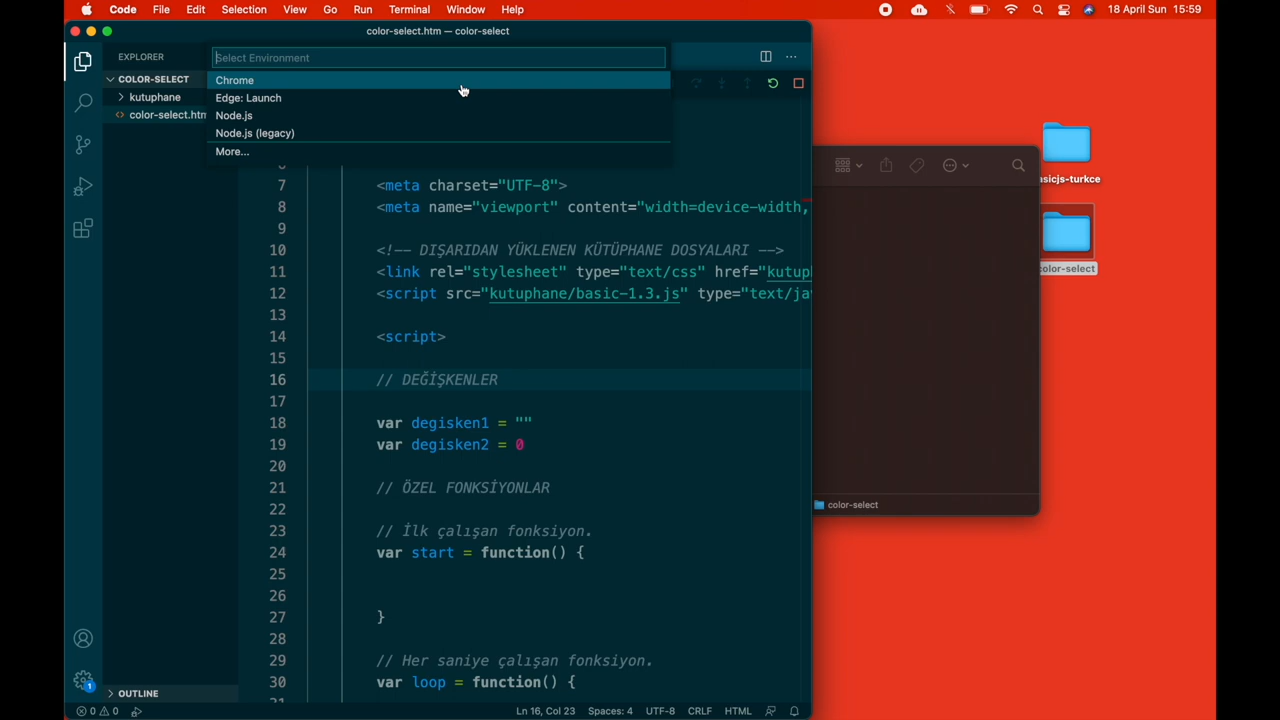 Code File Edit Selection View Go Run Terminal Window Help 18 April Sun 15:59
color-select.htm — color-select
EXPLORER
COLOR-SELECT
kutuphane
color-select.htm
Select Environment
Chrome
Edge: Launch
Node.js
Node.js (legacy)
More...
7 <meta charset="UTF-8">
8 <meta name="viewport" content="width=device-width,
9
10 <!-- DIŞARIDAN YÜKLENEN KÜTÜPHANE DOSYALARI -->
11 <link rel="stylesheet" type="text/css" href="kutup
12 <script src="kutuphane/basic-1.3.js" type="text/ja
13
14 <script>
15
16 // DEĞİŞKENLER
17
18 var degisken1 = ""
19 var degisken2 = 0
20
21 // ÖZEL FONKSİYONLAR
22
23 // İlk çalışan fonksiyon.
24 var start = function() {
25
26
27 }
28
29 // Her saniye çalışan fonksiyon.
30 var loop = function() {
OUTLINE
1
0 0 Ln 16, Col 23 Spaces: 4 UTF-8 CRLF HTML
asicjs-turkce
color-select
color-select